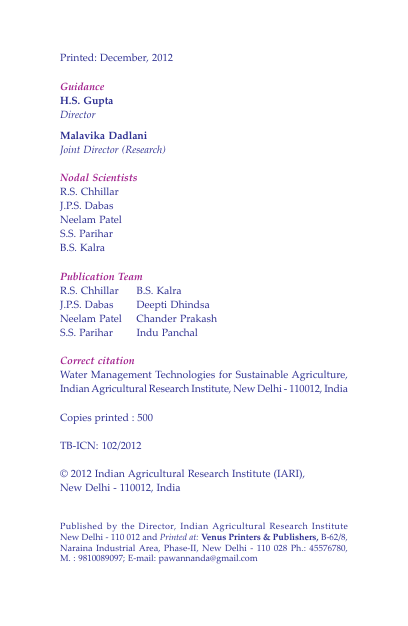 Printed: December, 2012
Guidance
H.S. Gupta
Director
Malavika Dadlani
Joint Director (Research)
Nodal Scientists
R.S. Chhillar
J.P.S. Dabas
Neelam Patel
S.S. Parihar
B.S. Kalra
Publication Team
R.S. Chhillar B.S. Kalra
J.P.S. Dabas Deepti Dhindsa
Neelam Patel Chander Prakash
S.S. Parihar Indu Panchal
Correct citation
Water Management Technologies for Sustainable Agriculture,
Indian Agricultural Research Institute, New Delhi - 110012, India
Copies printed : 500
TB-ICN: 102/2012
© 2012 Indian Agricultural Research Institute (IARI),
New Delhi - 110012, India
Published by the Director, Indian Agricultural Research Institute
New Delhi - 110 012 and Printed at: Venus Printers & Publishers, B-62/8,
Naraina Industrial Area, Phase-II, New Delhi - 110 028 Ph.: 45576780,
M. : 9810089097; E-mail: pawannanda@gmail.com